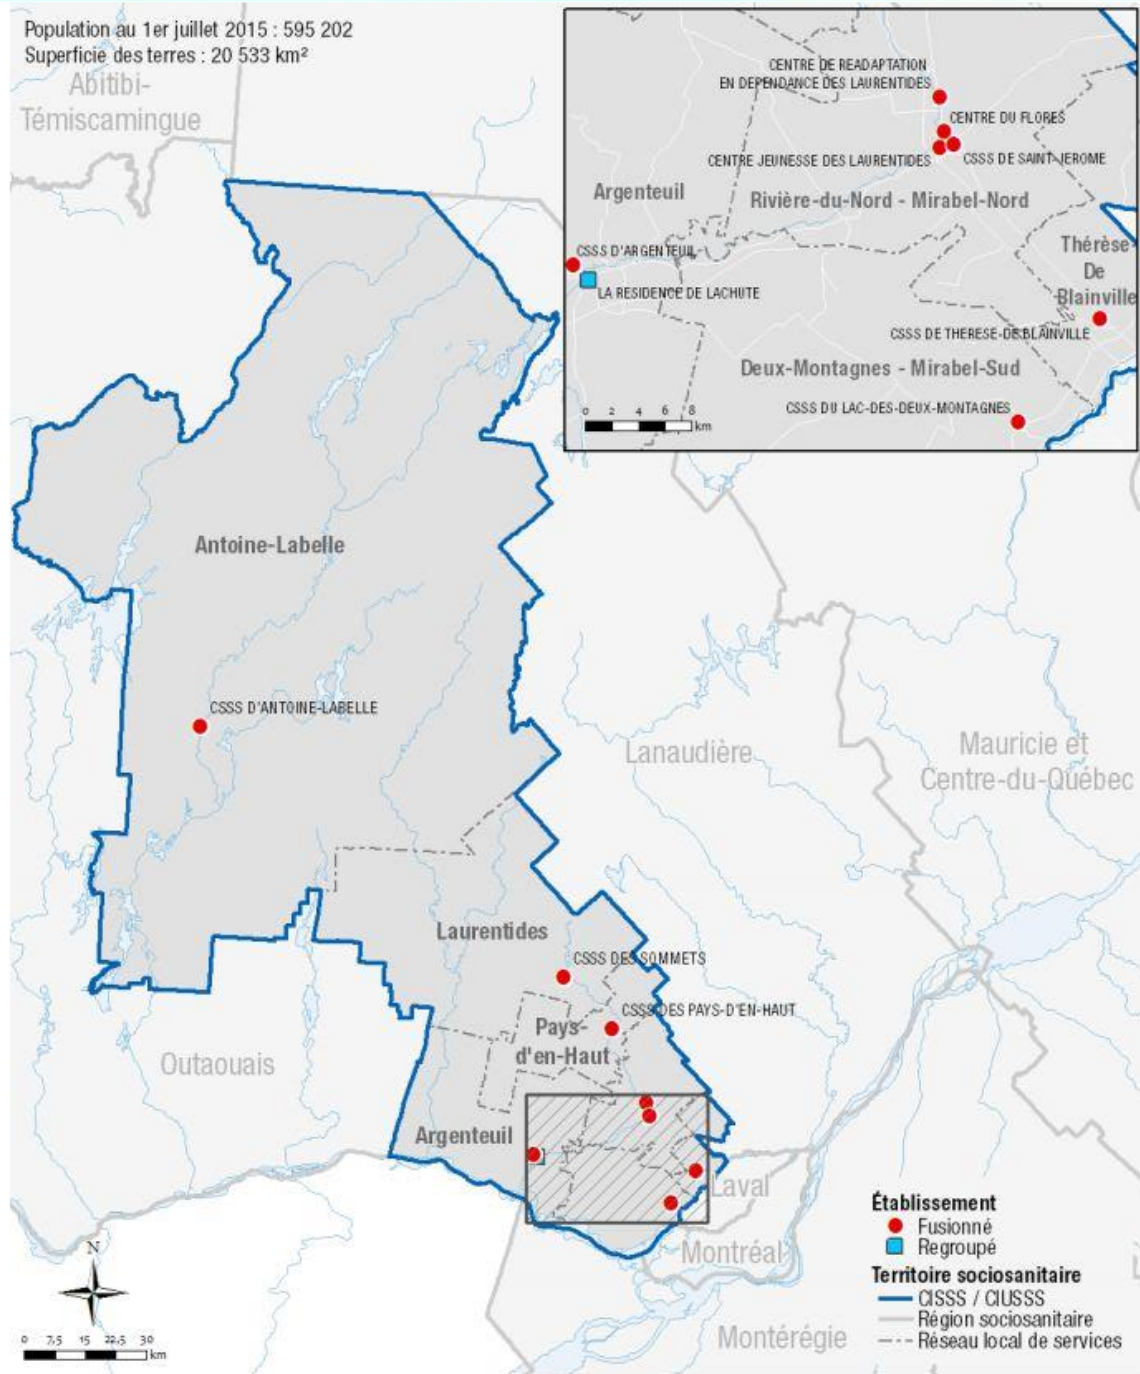 Population au 1er juillet 2015 : 595 202
Superficie des terres : 20 533 km²
Abitibi-
Témiscamingue
CENTRE DE READAPTATION
EN DEPENDANCE DES LAURENTIDES
CENTRE DU FLORES
CENTRE JEUNESSE DES LAURENTIDES
CSSS DE SAINT-JEROME
Argenteuil
Rivière-du-Nord - Mirabel-Nord
Thérèse
De
Blainville
CSSS D'ARGENTEUIL
LA RESIDENCE DE LACHUTE
CSSS DE THERESE-DE BLAINVILLE
Deux-Montagnes - Mirabel-Sud
CSSS DU LAC-DES-DEUX-MONTAGNES
0 2 4 6 8
km
Antoine-Labelle
CSSS D'ANTOINE-LABELLE
Lanaudière
Mauricie et
Centre-du-Québec
Laurentides
CSSS DES SOMMETS
CSSS DES PAYS-D'EN-HAUT
Pays-
d'en-Haut
Outaouais
Argenteuil
Laval
Montréal
Montérégie
Établissement
Fusionné
Regroupé
Territoire sociosanitaire
CISSS / CIUSSS
Région sociosanitaire
Réseau local de services
N
0 7,5 15 22,5 30
km